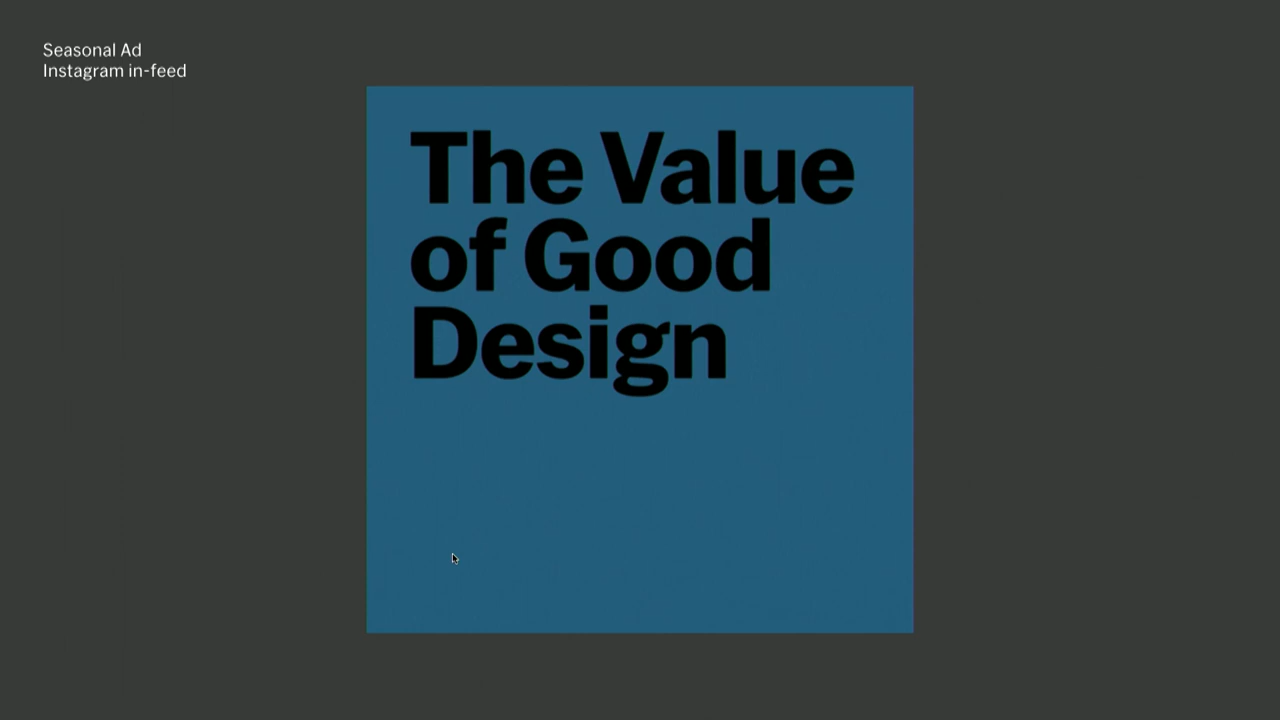 Seasonal Ad
Instagram in-feed
The Value
of Good
Design